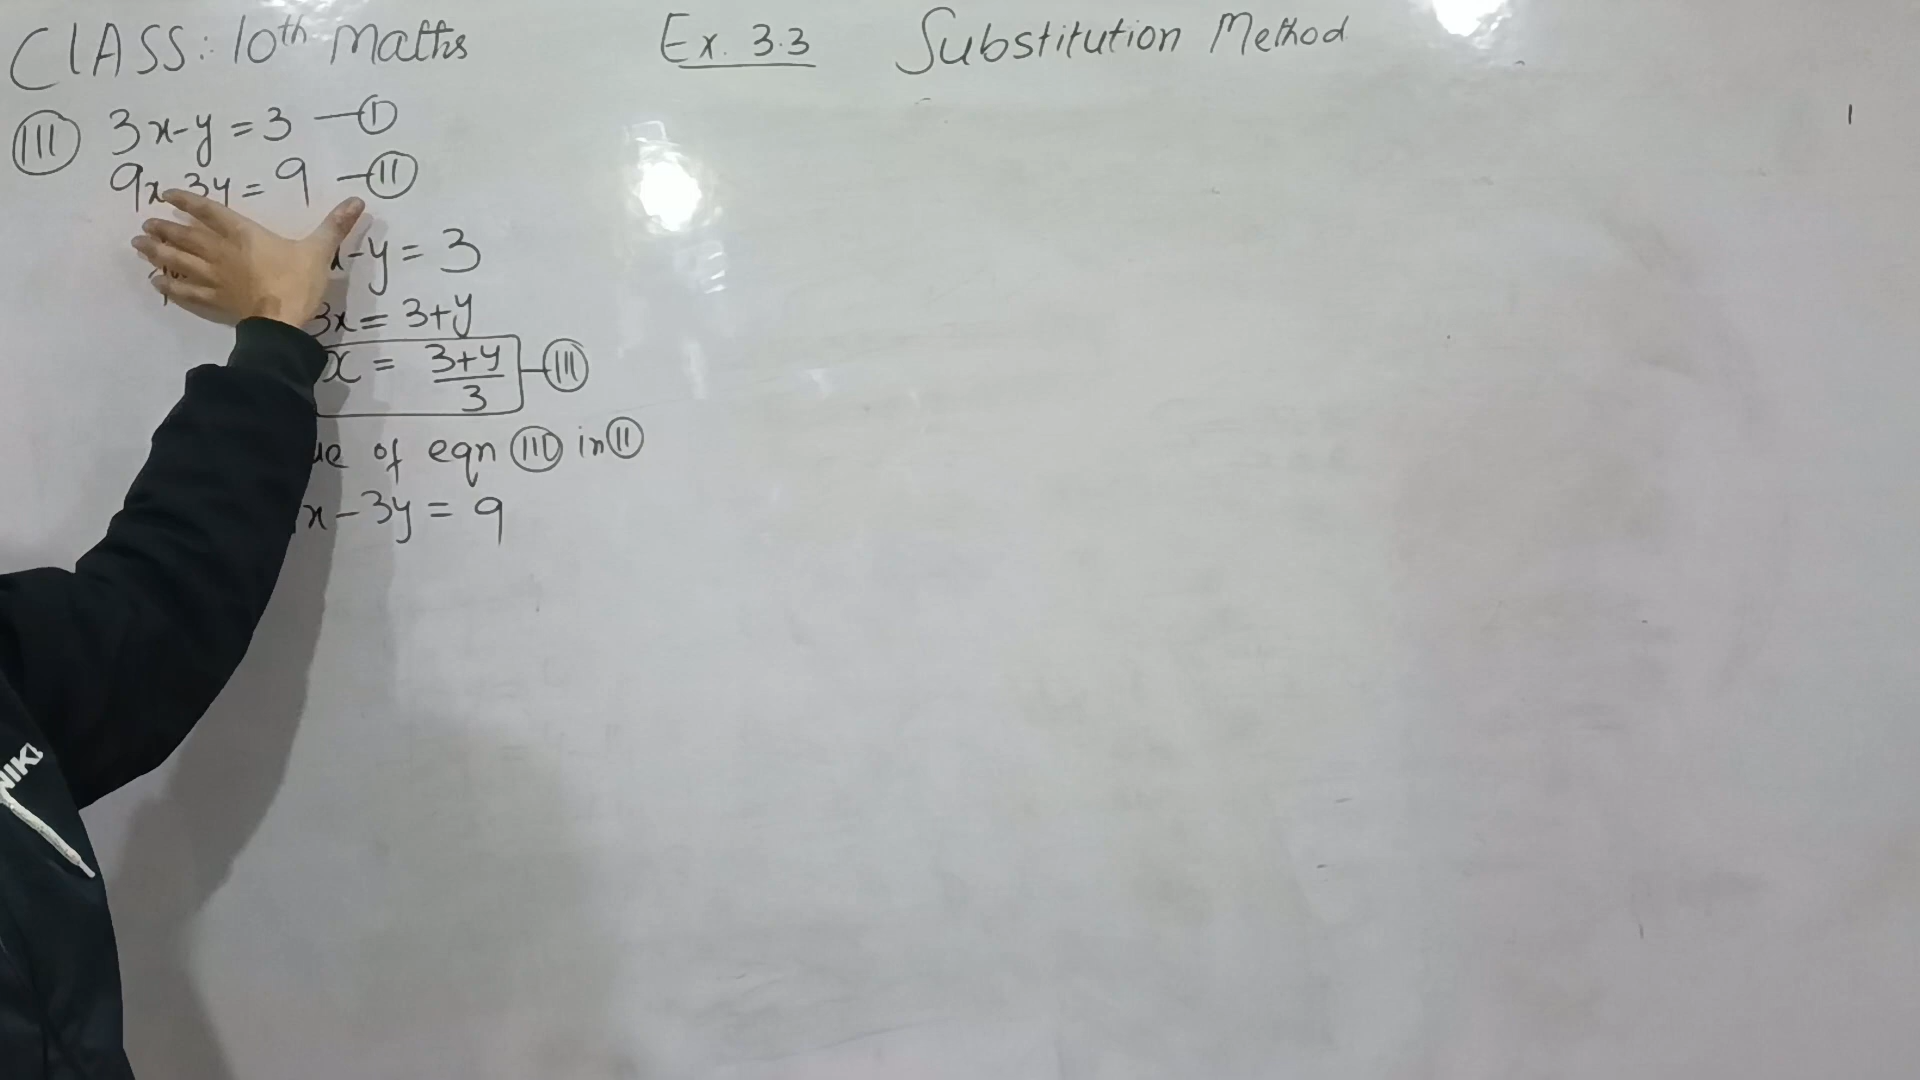 CLASS: 10th Maths Ex. 3.3 Substitution Method
III 3x-y=3 —I
9x-3y=9 —II
x-y=3
3x=3+y
x = 3+y/3 —III
of eqn III in II
x-3y=9
NIKI